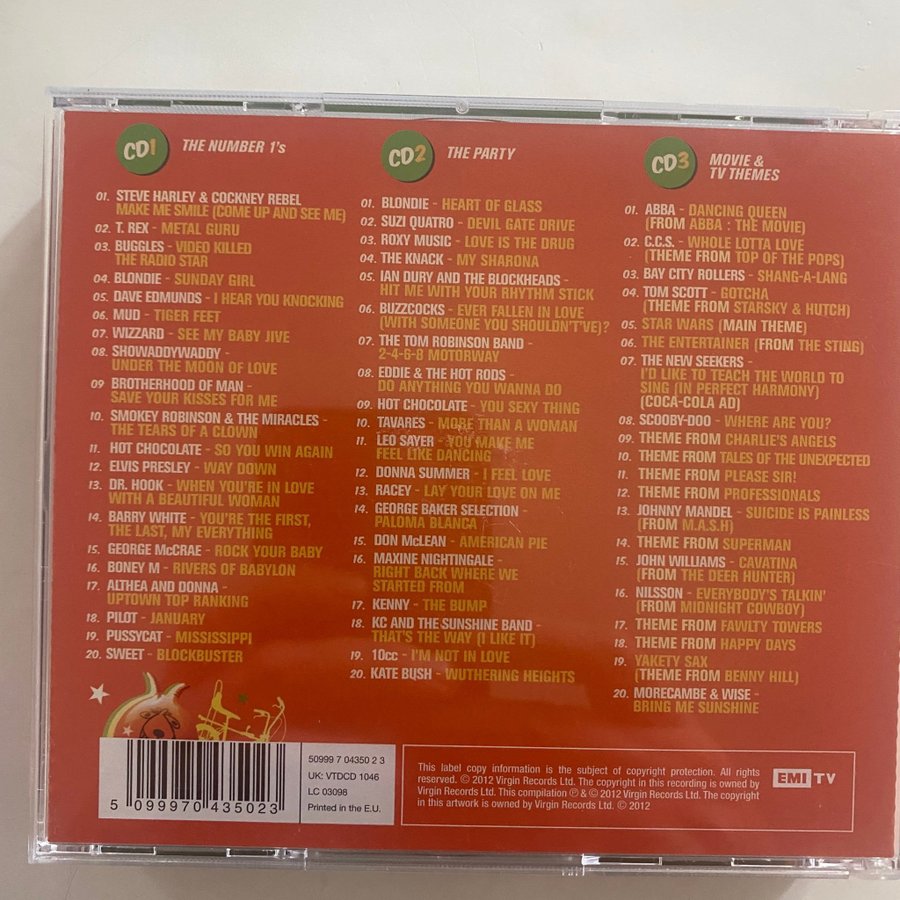 CD1 THE NUMBER 1's
01. STEVE HARLEY & COCKNEY REBEL
MAKE ME SMILE (COME UP AND SEE ME)
02. T. REX - METAL GURU
03. BUGGLES - VIDEO KILLED
THE RADIO STAR
04. BLONDIE - SUNDAY GIRL
05. DAVE EDMUNDS - I HEAR YOU KNOCKING
06. MUD - TIGER FEET
07. WIZZARD - SEE MY BABY JIVE
08. SHOWADDYWADDY -
UNDER THE MOON OF LOVE
09 BROTHERHOOD OF MAN -
SAVE YOUR KISSES FOR ME
10. SMOKEY ROBINSON & THE MIRACLES -
THE TEARS OF A CLOWN
11. HOT CHOCOLATE - SO YOU WIN AGAIN
12. ELVIS PRESLEY - WAY DOWN
13. DR. HOOK - WHEN YOU'RE IN LOVE
WITH A BEAUTIFUL WOMAN
14. BARRY WHITE - YOU'RE THE FIRST,
THE LAST, MY EVERYTHING
15. GEORGE McCRAE - ROCK YOUR BABY
16. BONEY M - RIVERS OF BABYLON
17. ALTHEA AND DONNA -
UPTOWN TOP RANKING
18. PILOT - JANUARY
19. PUSSYCAT - MISSISSIPPI
20. SWEET - BLOCKBUSTER
CD2 THE PARTY
01. BLONDIE - HEART OF GLASS
02. SUZI QUATRO - DEVIL GATE DRIVE
03. ROXY MUSIC - LOVE IS THE DRUG
04. THE KNACK - MY SHARONA
05. IAN DURY AND THE BLOCKHEADS -
HIT ME WITH YOUR RHYTHM STICK
06. BUZZCOCKS - EVER FALLEN IN LOVE
(WITH SOMEONE YOU SHOULDN'T'VE)?
07. THE TOM ROBINSON BAND -
2-4-6-8 MOTORWAY
08. EDDIE & THE HOT RODS -
DO ANYTHING YOU WANNA DO
09. HOT CHOCOLATE - YOU SEXY THING
10. TAVARES - MORE THAN A WOMAN
11. LEO SAYER - YOU MAKE ME
FEEL LIKE DANCING
12. DONNA SUMMER - I FEEL LOVE
13. RACEY - LAY YOUR LOVE ON ME
14. GEORGE BAKER SELECTION -
PALOMA BLANCA
15. DON McLEAN - AMERICAN PIE
16. MAXINE NIGHTINGALE -
RIGHT BACK WHERE WE
STARTED FROM
17. KENNY - THE BUMP
18. KC AND THE SUNSHINE BAND -
THAT'S THE WAY (I LIKE IT)
19. 10cc - I'M NOT IN LOVE
20. KATE BUSH - WUTHERING HEIGHTS
CD3 MOVIE &
TV THEMES
01. ABBA - DANCING QUEEN
(FROM ABBA : THE MOVIE)
02. C.C.S. - WHOLE LOTTA LOVE
(THEME FROM TOP OF THE POPS)
03. BAY CITY ROLLERS - SHANG-A-LANG
04. TOM SCOTT - GOTCHA
(THEME FROM STARSKY & HUTCH)
05. STAR WARS (MAIN THEME)
06. THE ENTERTAINER (FROM THE STING)
07. THE NEW SEEKERS -
I'D LIKE TO TEACH THE WORLD TO
SING (IN PERFECT HARMONY)
(COCA-COLA AD)
08. SCOOBY-DOO - WHERE ARE YOU?
09. THEME FROM CHARLIE'S ANGELS
10. THEME FROM TALES OF THE UNEXPECTED
11. THEME FROM PLEASE SIR!
12. THEME FROM PROFESSIONALS
13. JOHNNY MANDEL - SUICIDE IS PAINLESS
(FROM M.A.S.H)
14. THEME FROM SUPERMAN
15. JOHN WILLIAMS - CAVATINA
(FROM THE DEER HUNTER)
16. NILSSON - EVERYBODY'S TALKIN'
(FROM MIDNIGHT COWBOY)
17. THEME FROM FAWLTY TOWERS
18. THEME FROM HAPPY DAYS
19. YAKETY SAX
(THEME FROM BENNY HILL)
20. MORECAMBE & WISE -
BRING ME SUNSHINE
5 099970 435023
50999 7 04350 2 3
UK: VTDCD 1046
LC 03098
Printed in the E.U.
This label copy information is the subject of copyright protection. All rights
reserved. © 2012 Virgin Records Ltd. The copyright in this recording is owned by
Virgin Records Ltd. This compilation ℗ & © 2012 Virgin Records Ltd. The copyright
in this artwork is owned by Virgin Records Ltd. © 2012
EMI TV